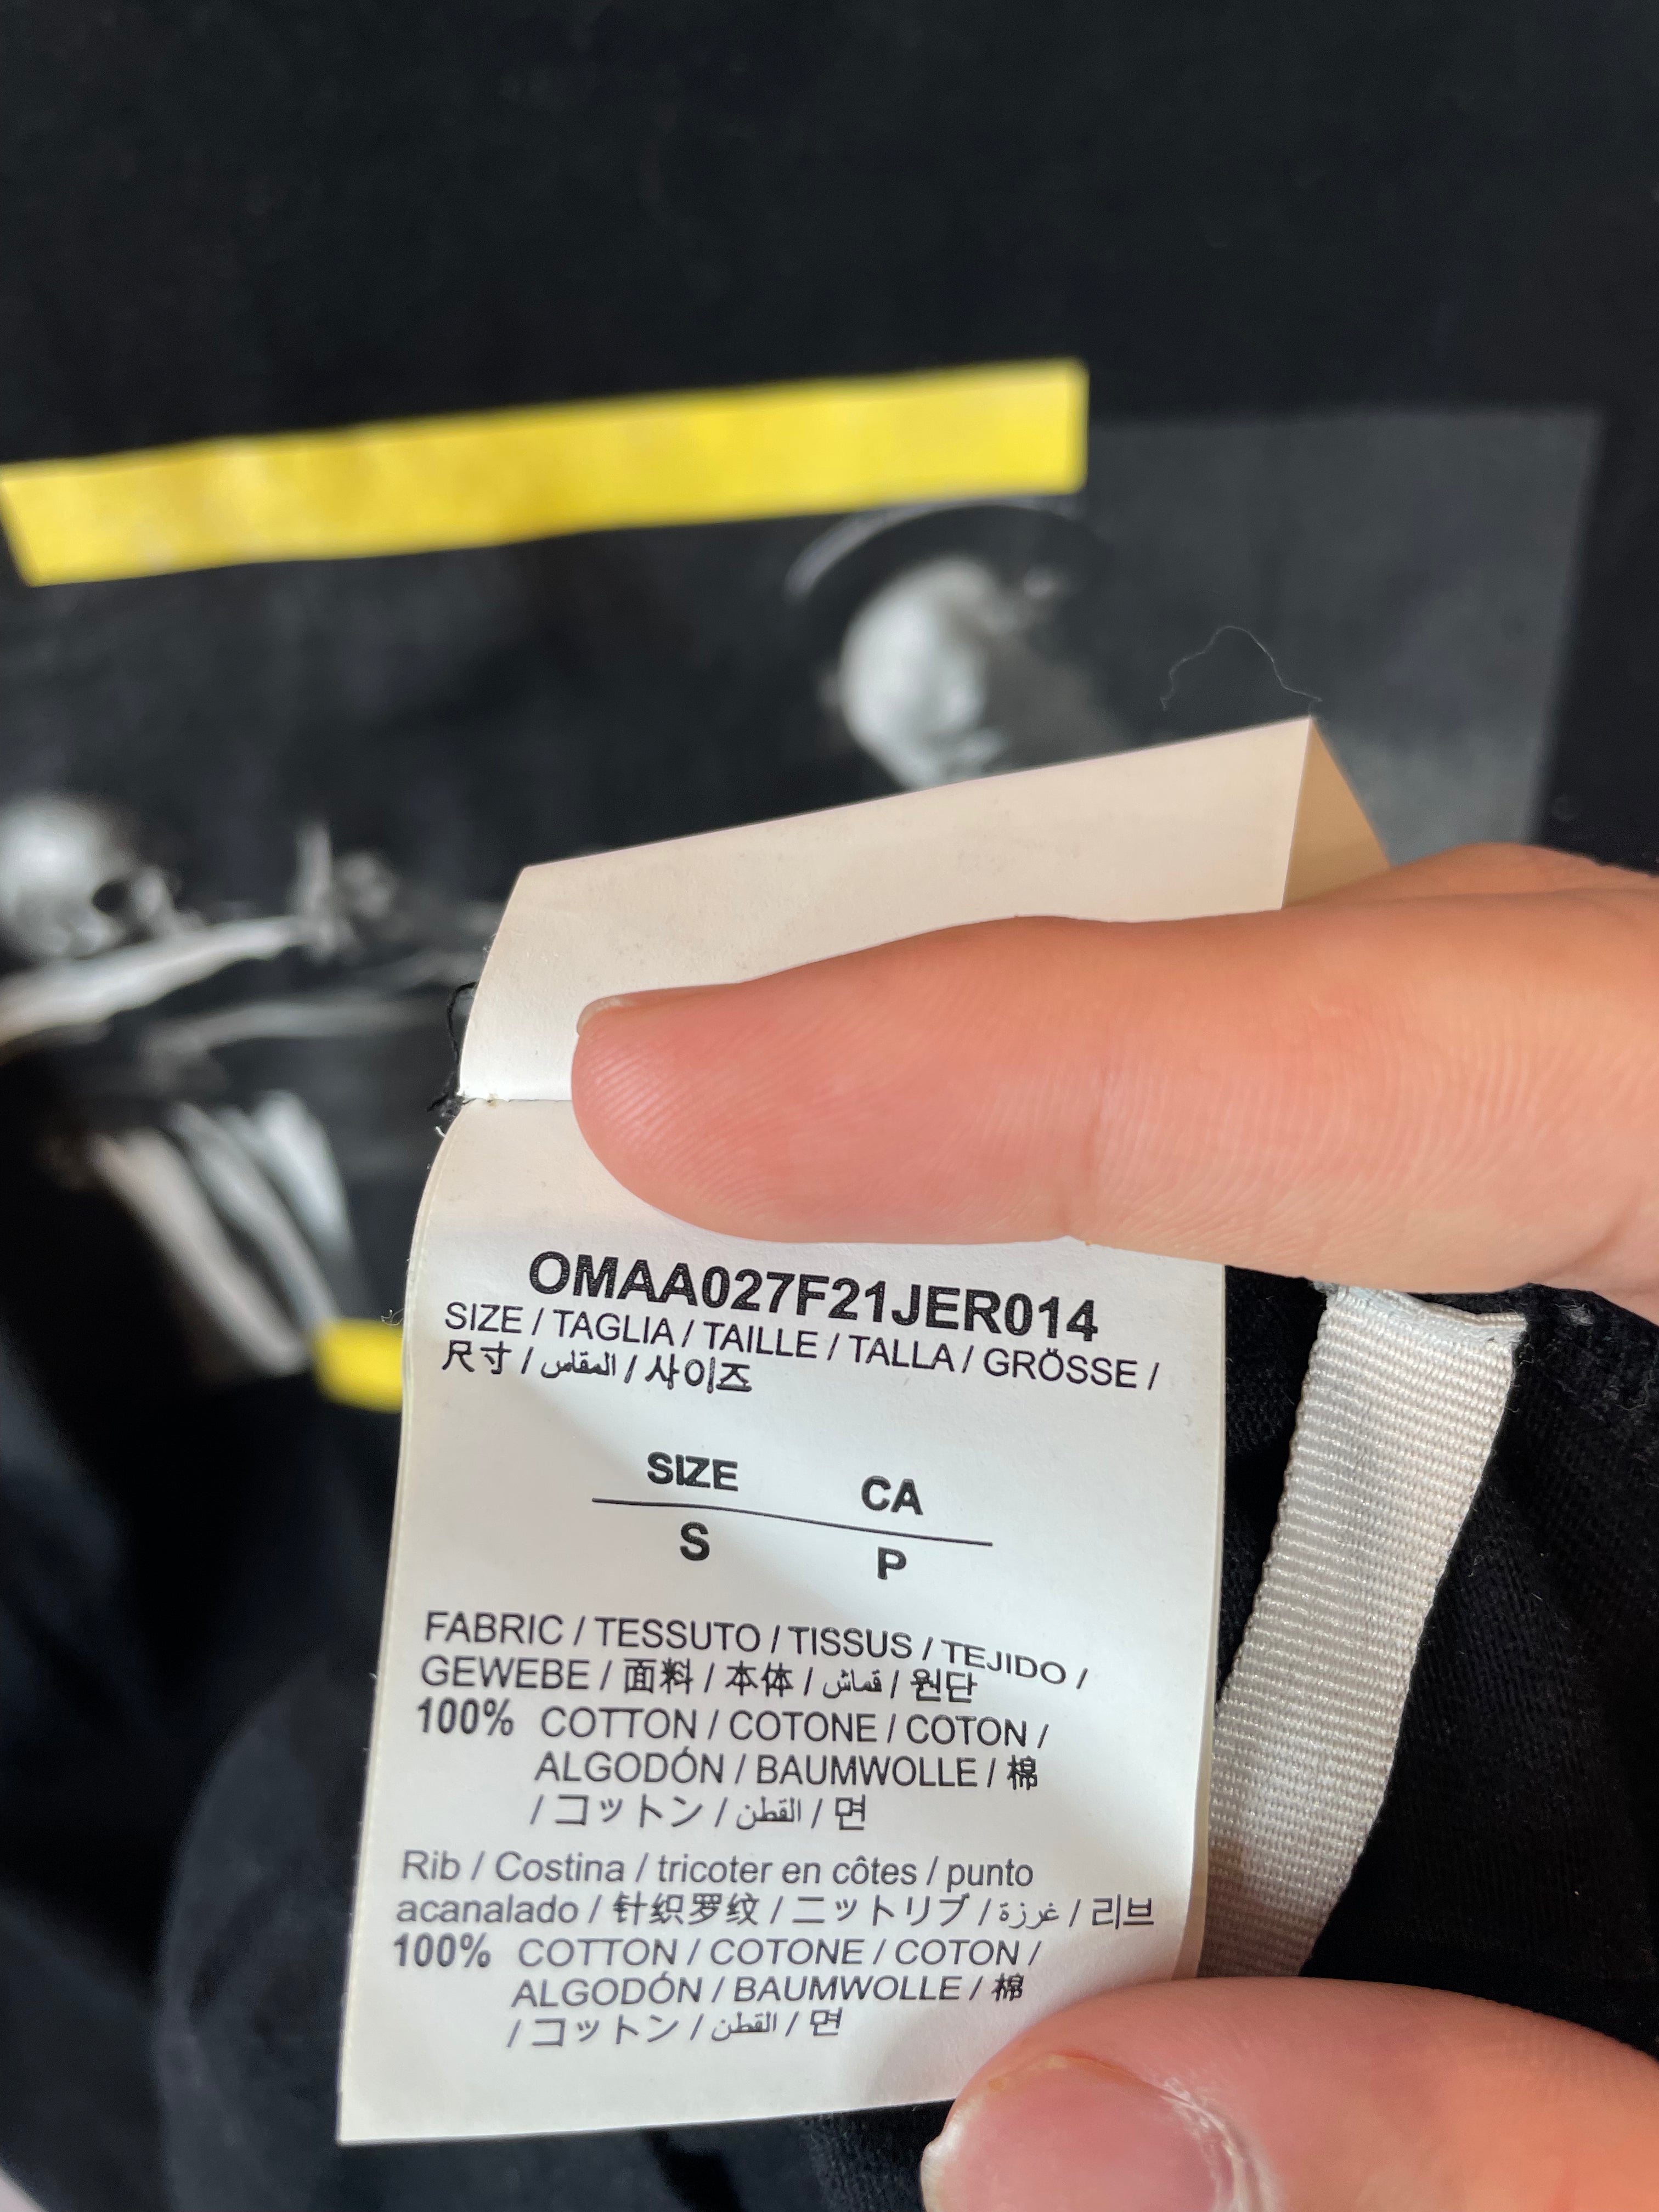 OMAA027F21JER014
SIZE / TAGLIA / TAILLE / TALLA / GRÖSSE /
尺寸 / المقاس / 사이즈
SIZE CA
S P
FABRIC / TESSUTO / TISSUS / TEJIDO /
GEWEBE / 面料 / 本体 / قماش / 원단
100% COTTON / COTONE / COTON /
ALGODÓN / BAUMWOLLE / 棉
/ コットン / القطن / 면
Rib / Costina / tricoter en côtes / punto
acanalado / 针织罗纹 / ニットリブ / غرزة / 리브
100% COTTON / COTONE / COTON /
ALGODÓN / BAUMWOLLE / 棉
/ コットン / القطن / 면